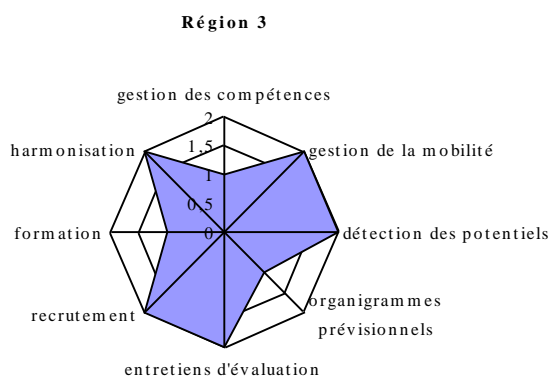 Région 3
gestion des compétences
2
harmonisation
1,5
gestion de la mobilité
1
0,5
formation
0
détection des potentiels
recrutement
organigrammes
prévisionnels
entretiens d'évaluation